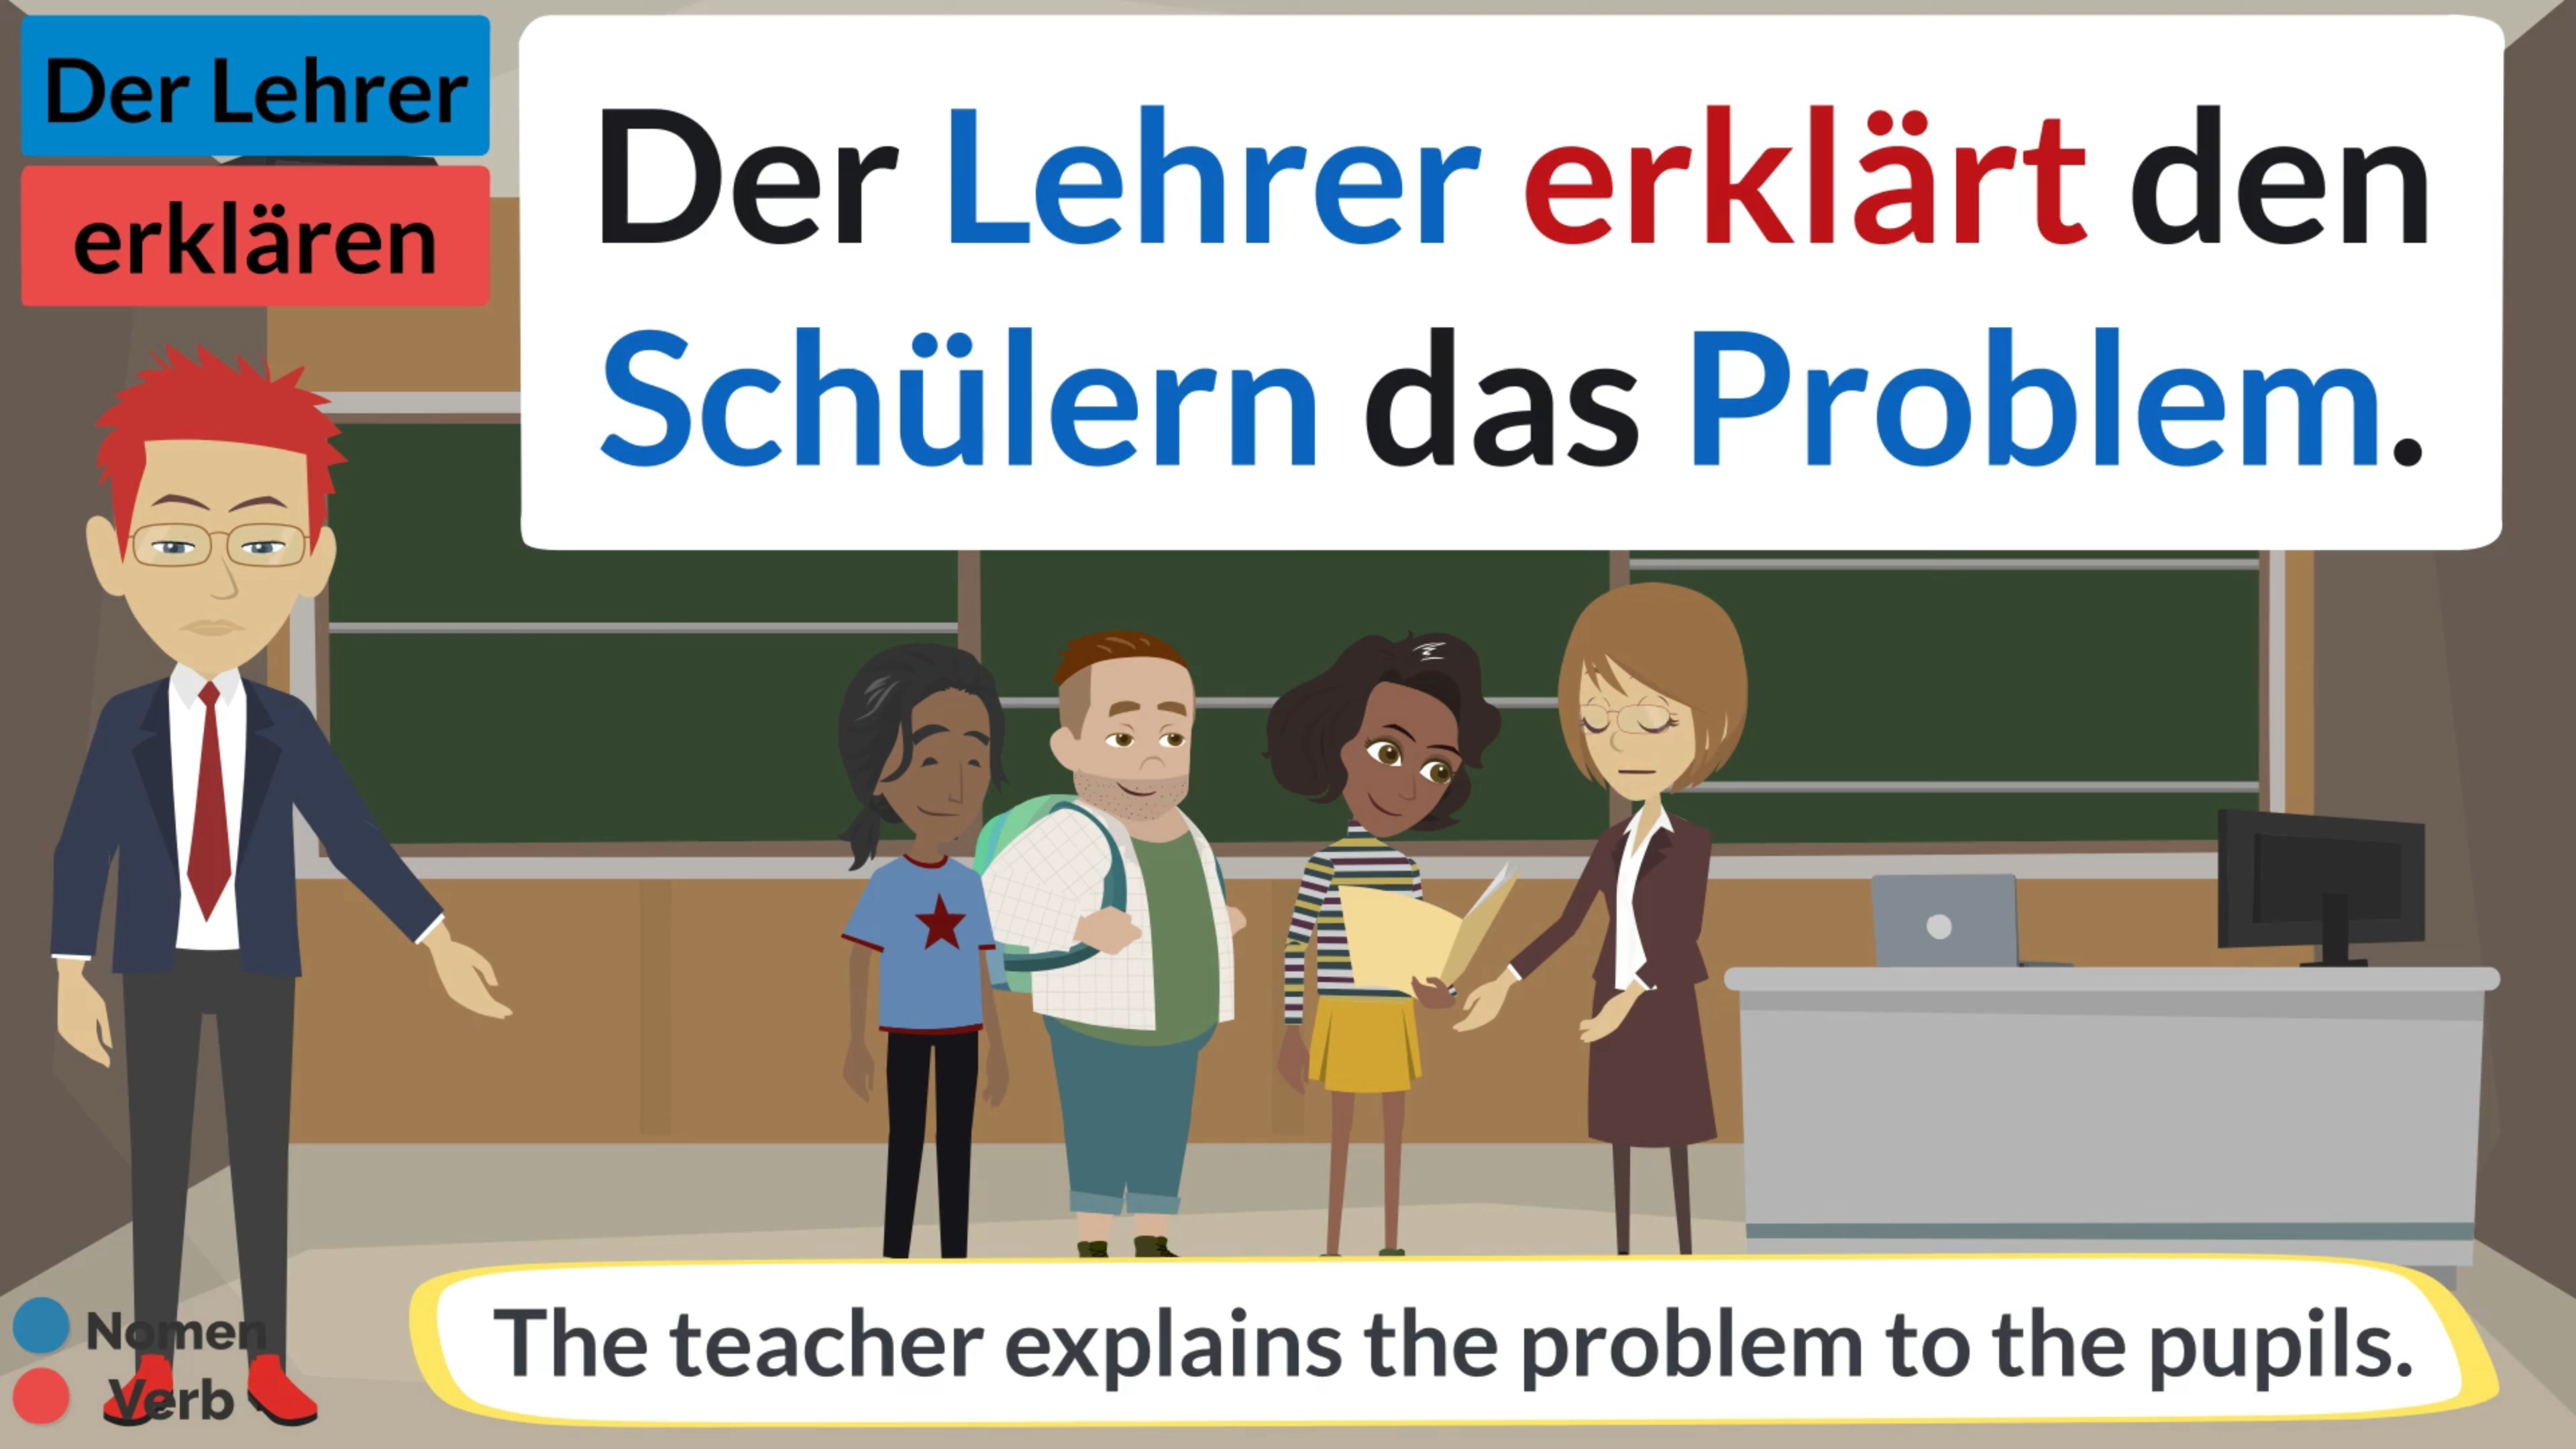 Der Lehrer
erklären
Der Lehrer erklärt den
Schülern das Problem.
Nomen
Verb
The teacher explains the problem to the pupils.